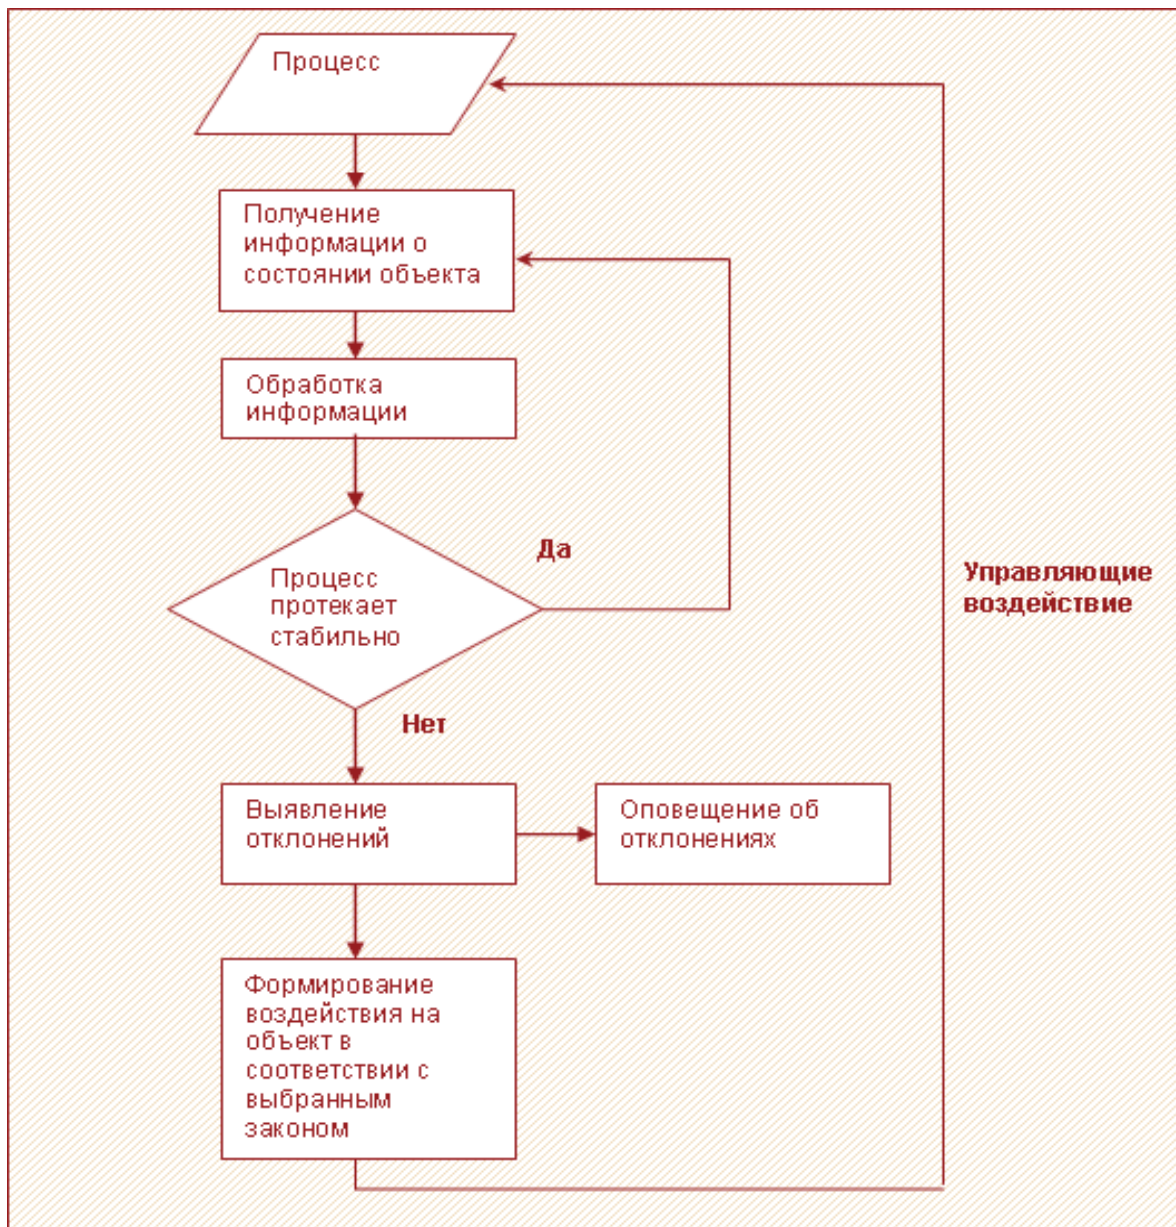 Процесс
Получение
информации о
состоянии объекта
Обработка
информации
Да
Процесс
протекает
стабильно
Управляющие
воздействие
Нет
Выявление
отклонений
Оповещение об
отклонениях
Формирование
воздействия на
объект в
соответствии с
выбранным
законом